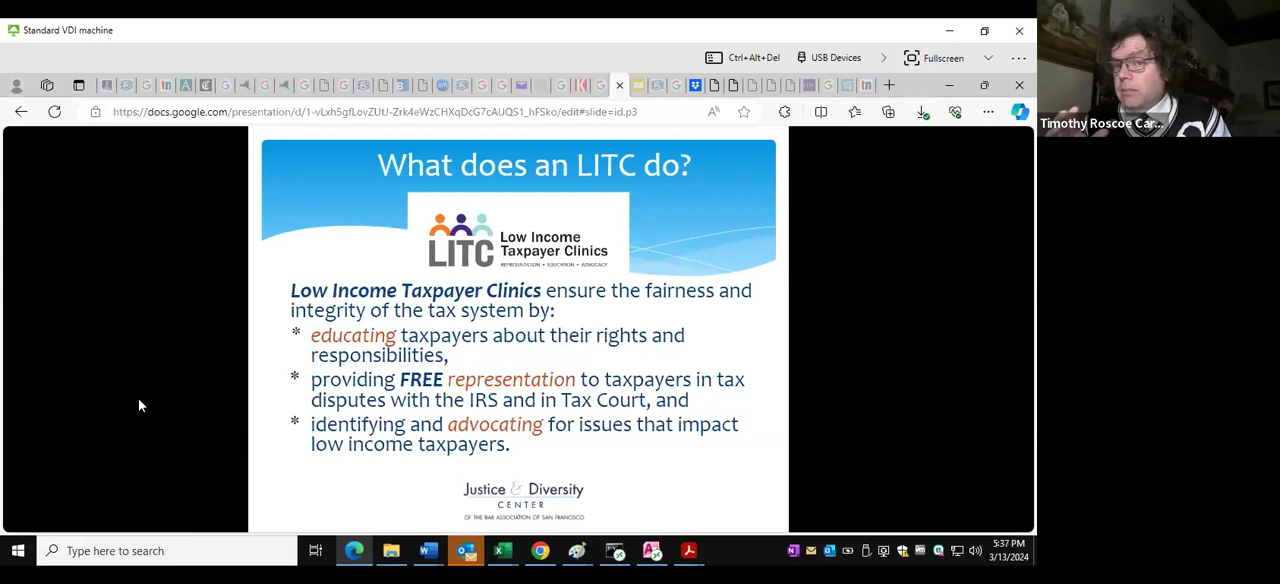 Standard VDI machine
Ctrl+Alt+Del
USB Devices
Fullscreen
https://docs.google.com/presentation/d/1-vLxh5gfLovZUtJ-Zrk4eWzCHXqDcG7cAUQS1_hFSko/edit#slide=id.p3
Timothy Roscoe Car...
What does an LITC do?
LITC Low Income
Taxpayer Clinics
REPRESENTATION • EDUCATION • ADVOCACY
Low Income Taxpayer Clinics ensure the fairness and
integrity of the tax system by:
* educating taxpayers about their rights and
responsibilities,
* providing FREE representation to taxpayers in tax
disputes with the IRS and in Tax Court, and
* identifying and advocating for issues that impact
low income taxpayers.
Justice & Diversity
CENTER
OF THE BAR ASSOCIATION OF SAN FRANCISCO
Type here to search
5:37 PM
3/13/2024